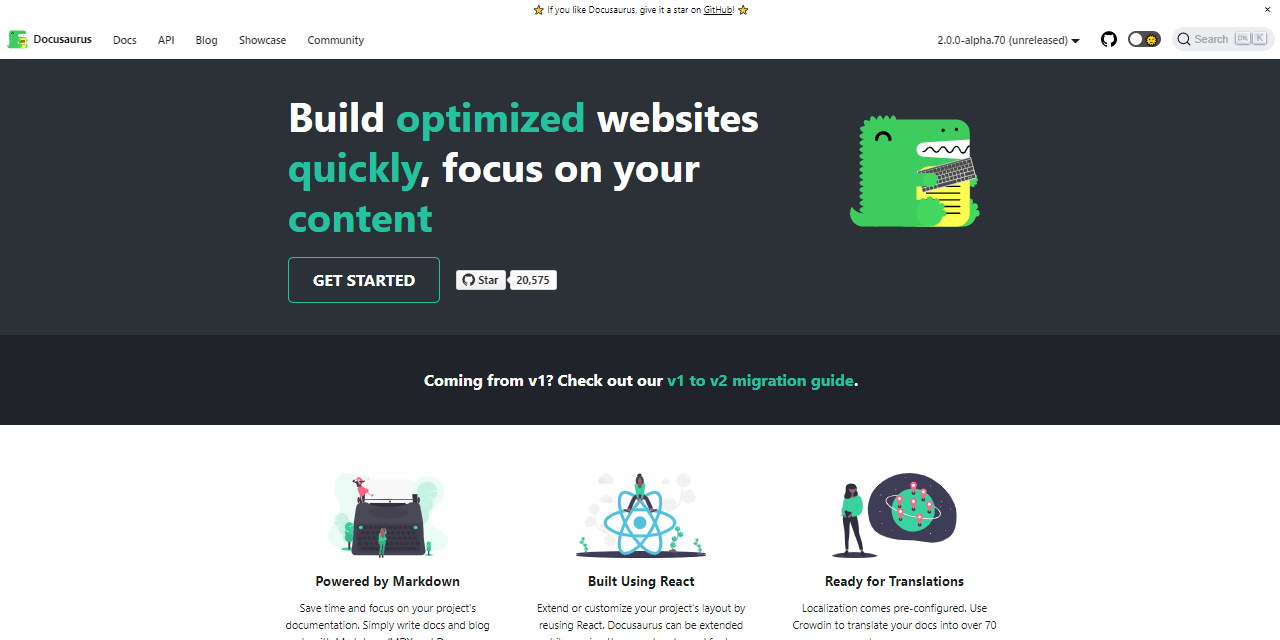 ⭐ If you like Docusaurus, give it a star on GitHub! ⭐ ×
Docusaurus Docs API Blog Showcase Community 2.0.0-alpha.70 (unreleased) Search K
Build optimized websites
quickly, focus on your
content
GET STARTED Star 20,575
Coming from v1? Check out our v1 to v2 migration guide.
Powered by Markdown Built Using React Ready for Translations
Save time and focus on your project's Extend or customize your project's layout by Localization comes pre-configured. Use
documentation. Simply write docs and blog reusing React. Docusaurus can be extended Crowdin to translate your docs into over 70